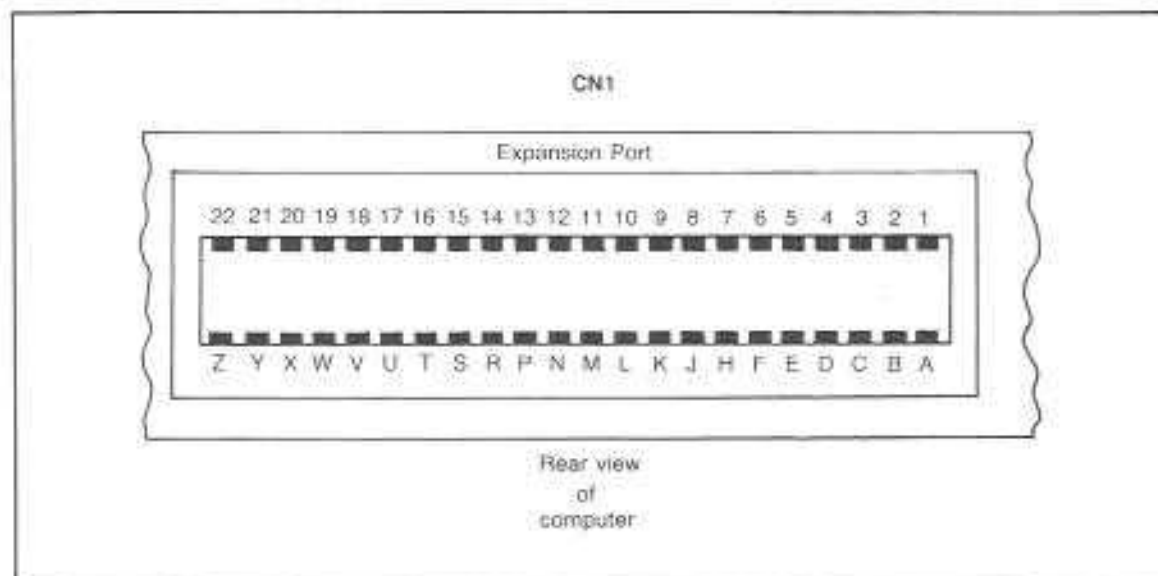 CN1
Expansion Port
22 21 20 19 18 17 16 15 14 13 12 11 10 9 8 7 6 5 4 3 2 1
Z Y X W V U T S R P N M L K J H F E D C B A
Rear view
of
computer